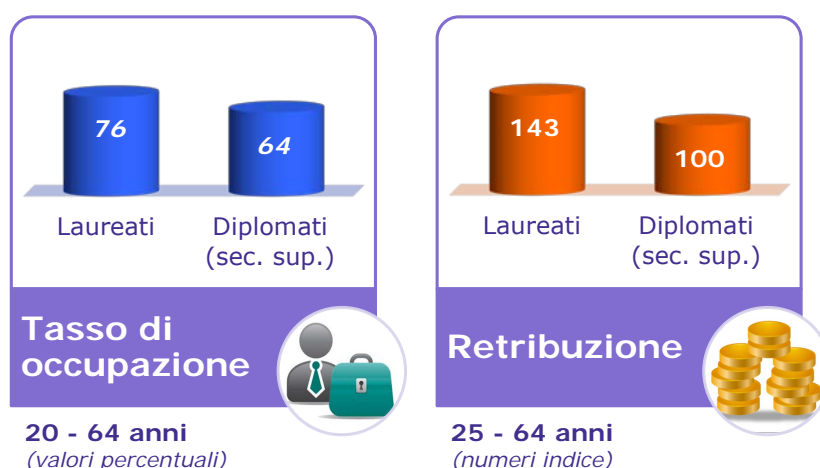 76
64
Laureati
Diplomati
(sec. sup.)
Tasso di
occupazione
20 - 64 anni
(valori percentuali)
143
100
Laureati
Diplomati
(sec. sup.)
Retribuzione
25 - 64 anni
(numeri indice)